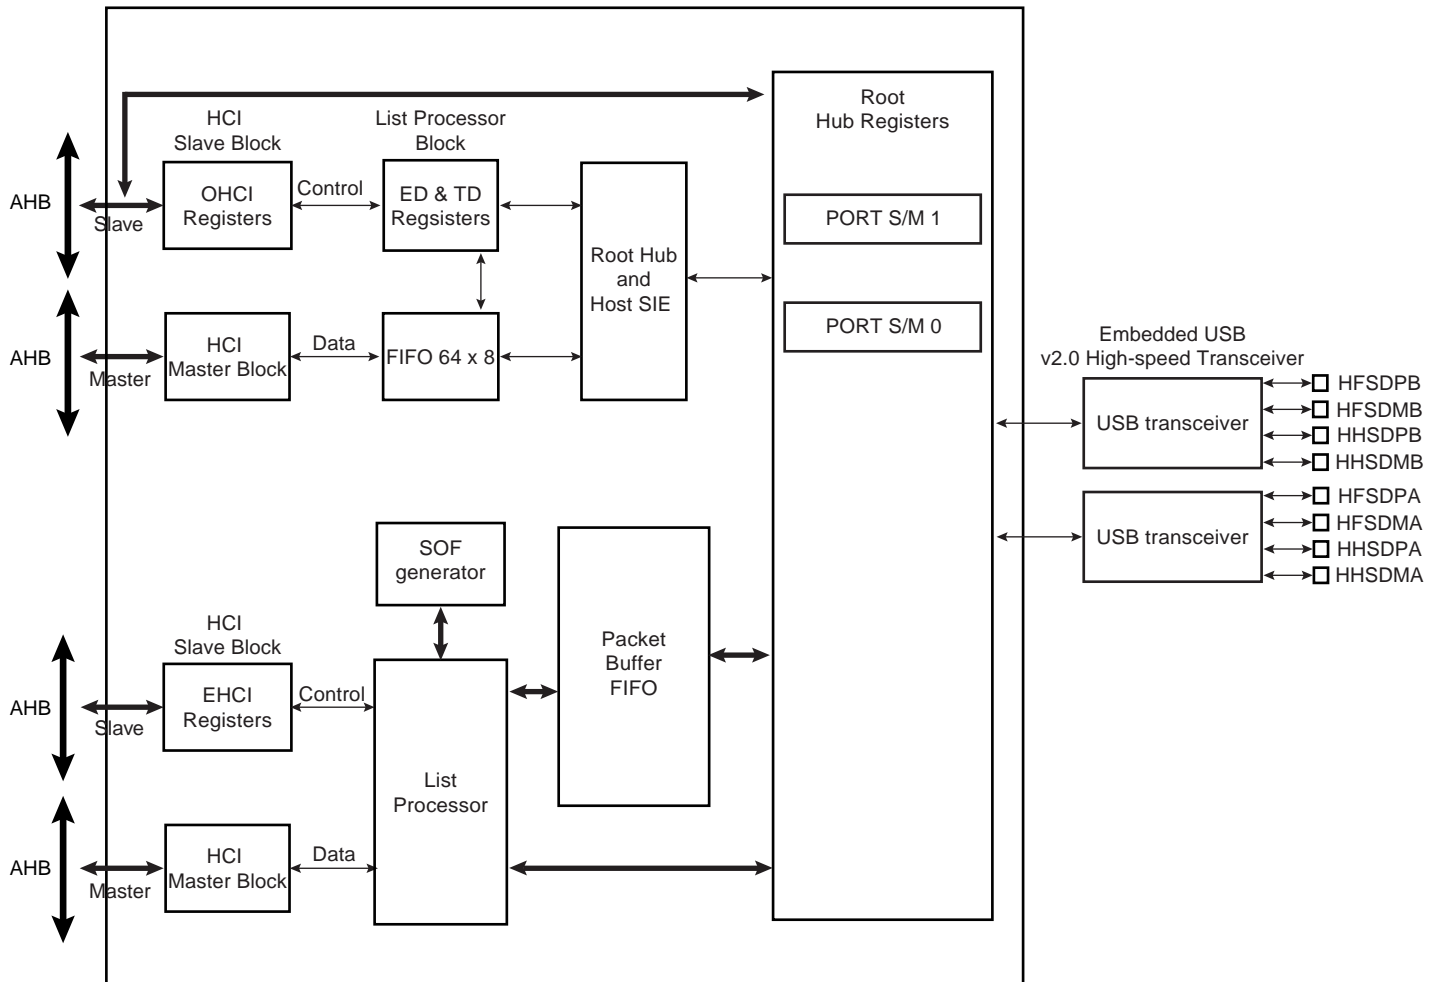 Root
Hub Registers
HCI
Slave Block
List Processor
Block
AHB
Slave
OHCI
Registers
Control
ED & TD
Regsisters
Root Hub
and
Host SIE
PORT S/M 1
PORT S/M 0
AHB
Master
HCI
Master Block
Data
FIFO 64 x 8
Embedded USB
v2.0 High-speed Transceiver
USB transceiver
HFSDPB
HFSDMB
HHSDPB
HHSDMB
USB transceiver
HFSDPA
HFSDMA
HHSDPA
HHSDMA
SOF
generator
Packet
Buffer
FIFO
HCI
Slave Block
AHB
Slave
EHCI
Registers
Control
List
Processor
AHB
Master
HCI
Master Block
Data